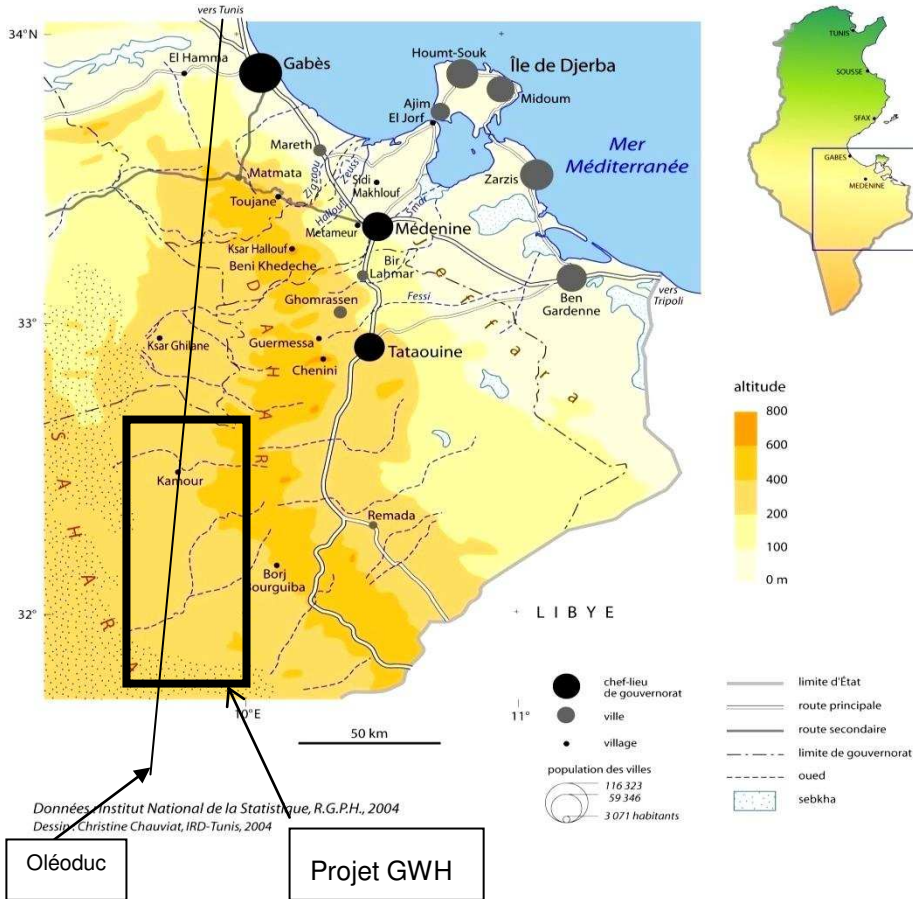 vers Tunis
34°N
El Hamma
Gabès
Houmt-Souk
Île de Djerba
Midoum
Ajim
El Jorf
Mareth
Mer
Méditerranée
Zigzaou
Zeuss
Sidi
Makhlouf
Matmata
Zarzis
Toujane
Hallouf
Smar
Metameur
Médenine
Ksar Hallouf
Beni Khedeche
Bir
Lahmar
vers
Tripoli
33°
Ghomrassen
Fessi
Ben
Gardenne
Ksar Ghilane
Guermessa
Tataouine
Chenini
D A H A R
e f a r a
S A H A R A
Kamour
Remada
Borj
Bourguiba
32°
L I B Y E
10°E
11°
50 km
TUNIS
SOUSSE
SFAX
GABES
MEDENINE
altitude
800
600
400
200
100
0 m
chef-lieu
de gouvernorat
ville
village
population des villes
116 323
59 346
3 071 habitants
limite d'État
route principale
route secondaire
limite de gouvernorat
oued
sebkha
Données : Institut National de la Statistique, R.G.P.H., 2004
Dessin : Christine Chauviat, IRD-Tunis, 2004
Oléoduc
Projet GWH